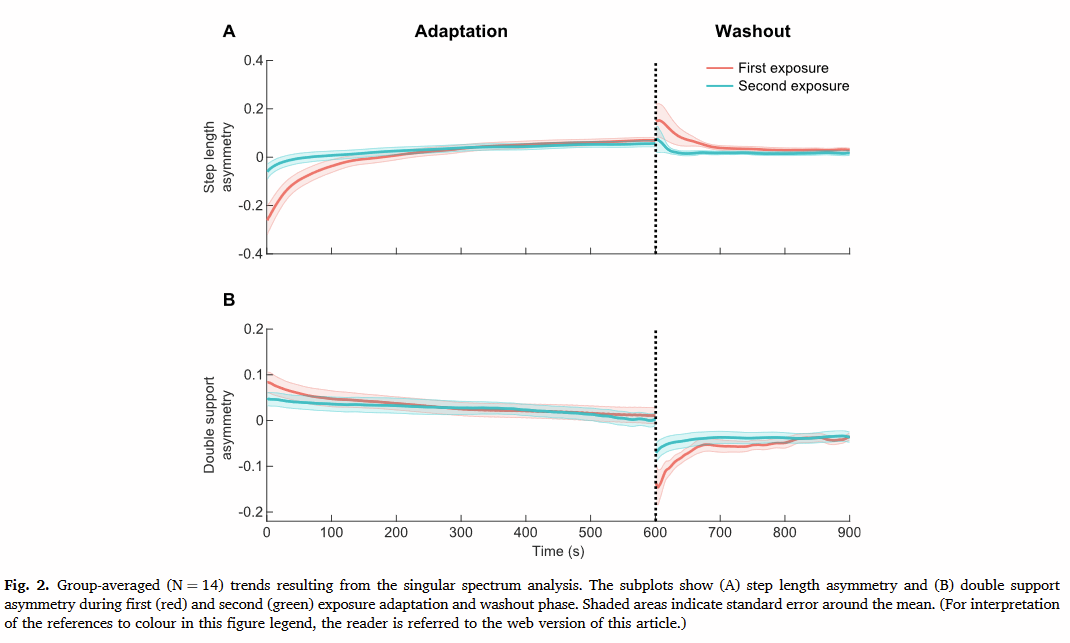 A
Adaptation
Washout
0.4
0.2
0
-0.2
-0.4
Step length
asymmetry
First exposure
Second exposure
B
0.2
0.1
0
-0.1
-0.2
Double support
asymmetry
0 100 200 300 400 500 600 700 800 900
Time (s)
Fig. 2. Group-averaged (N = 14) trends resulting from the singular spectrum analysis. The subplots show (A) step length asymmetry and (B) double support
asymmetry during first (red) and second (green) exposure adaptation and washout phase. Shaded areas indicate standard error around the mean. (For interpretation
of the references to colour in this figure legend, the reader is referred to the web version of this article.)